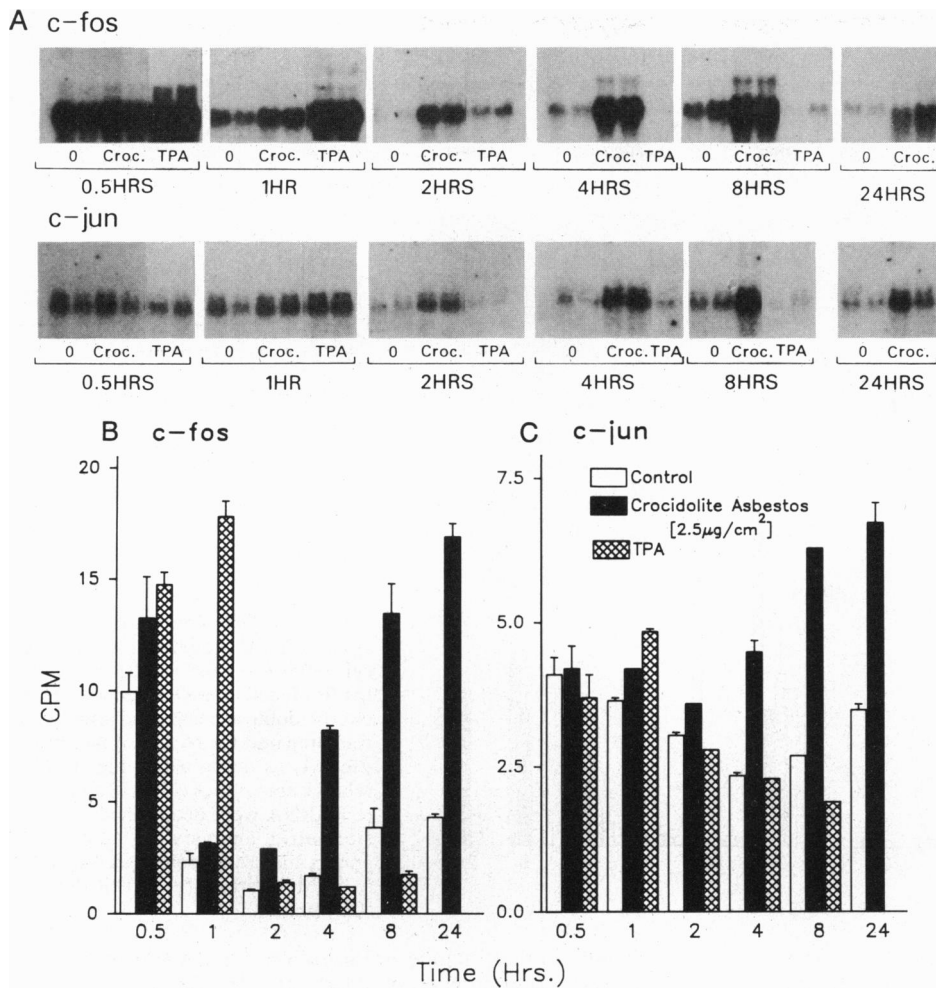 A c-fos
0 Croc. TPA 0 Croc. TPA 0 Croc. TPA 0 Croc. TPA 0 Croc. TPA 0 Croc.
0.5HRS 1HR 2HRS 4HRS 8HRS 24HRS
c-jun
0 Croc. TPA 0 Croc. TPA 0 Croc. TPA 0 Croc. TPA 0 Croc. TPA 0 Croc.
0.5HRS 1HR 2HRS 4HRS 8HRS 24HRS
B c-fos
20
15
10
5
0
CPM
0.5 1 2 4 8 24
C c-jun
Control
Crocidolite Asbestos
[2.5µg/cm²]
TPA
7.5
5.0
2.5
0.0
0.5 1 2 4 8 24
Time (Hrs.)